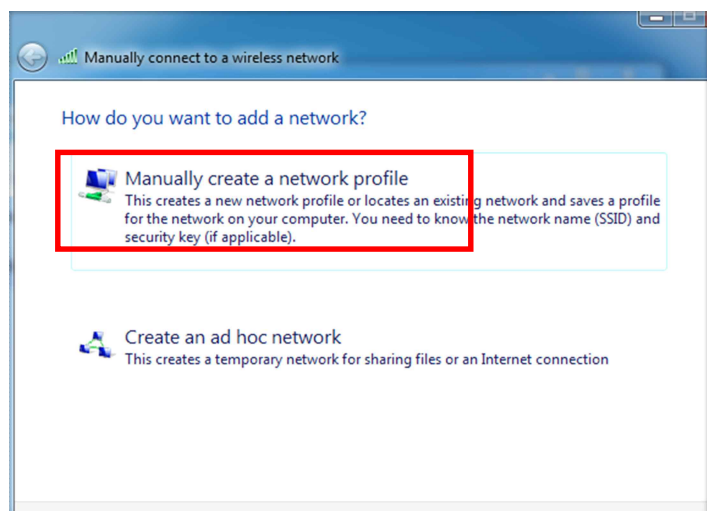 Manually connect to a wireless network
How do you want to add a network?
Manually create a network profile
This creates a new network profile or locates an existing network and saves a profile
for the network on your computer. You need to know the network name (SSID) and
security key (if applicable).
Create an ad hoc network
This creates a temporary network for sharing files or an Internet connection